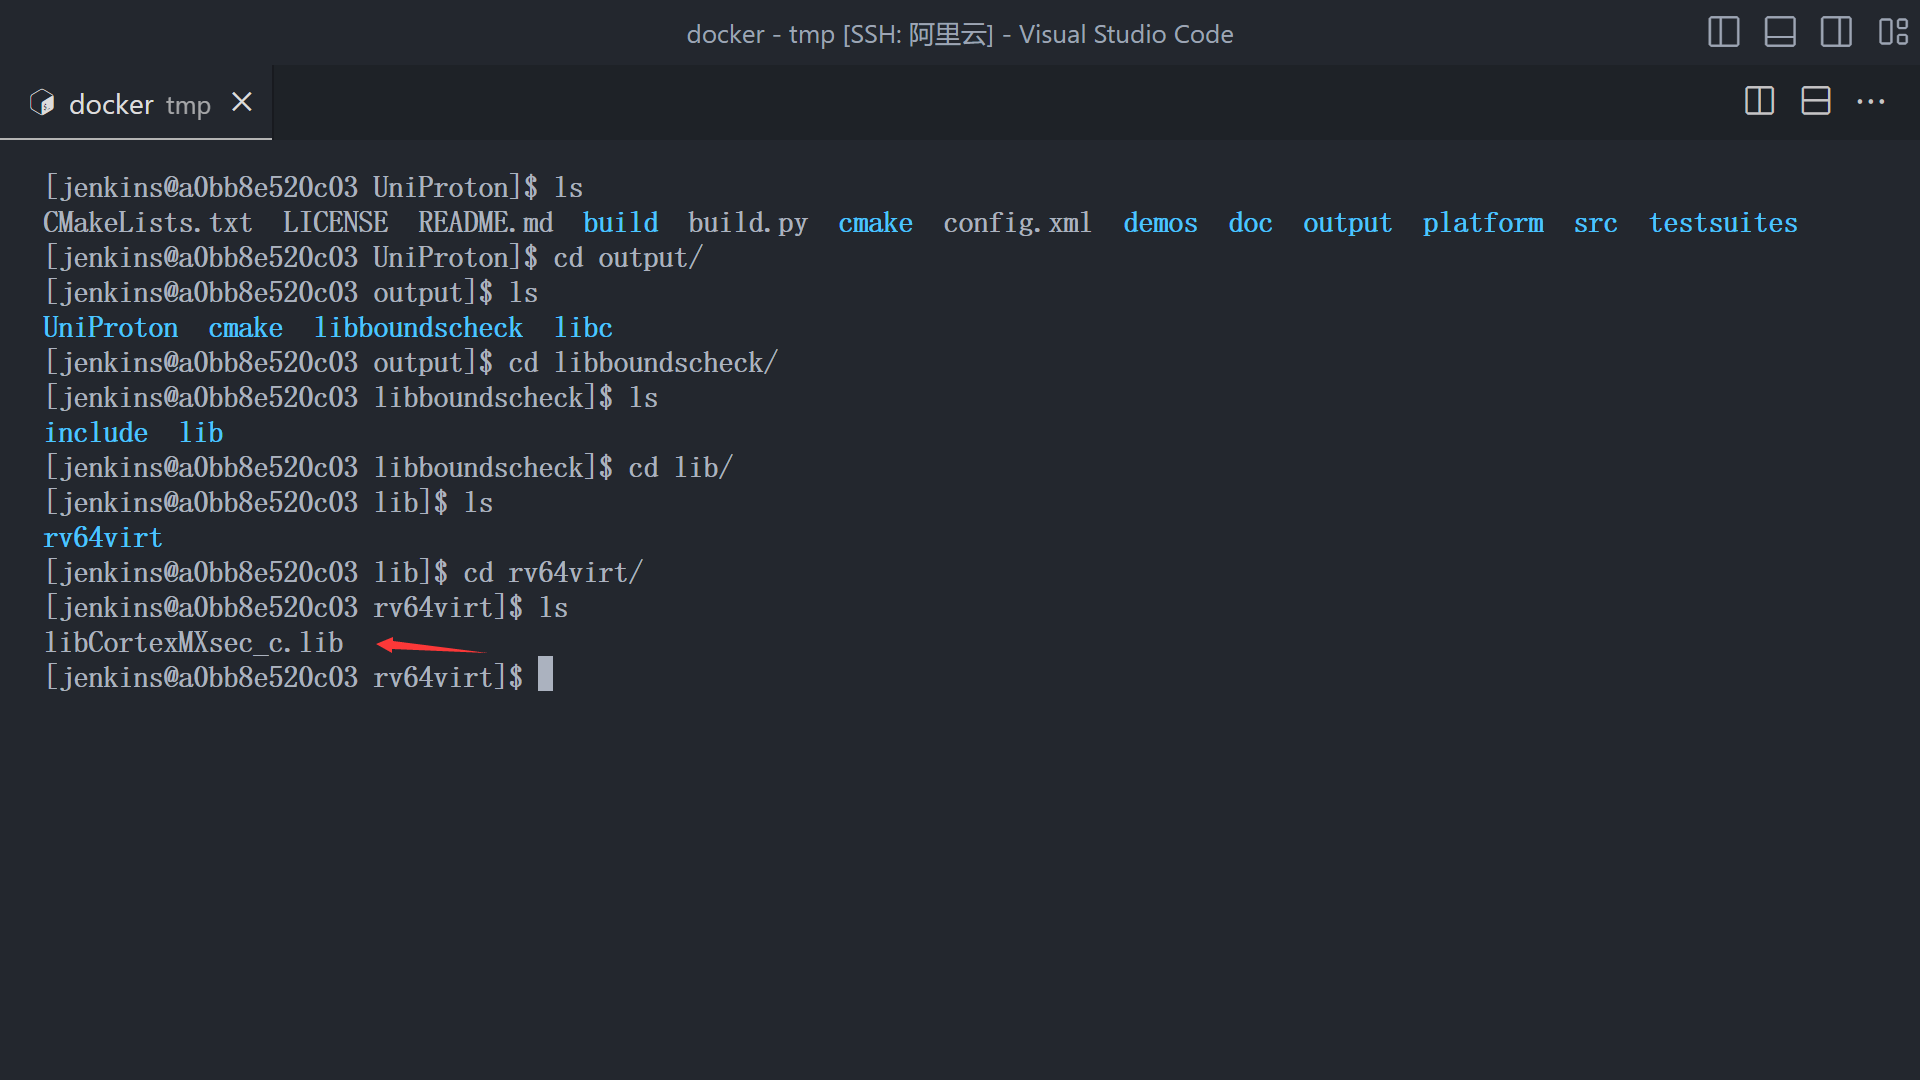 docker - tmp [SSH: 阿里云] - Visual Studio Code
docker tmp
[jenkins@a0bb8e520c03 UniProton]$ ls
CMakeLists.txt  LICENSE  README.md  build  build.py  cmake  config.xml  demos  doc  output  platform  src  testsuites
[jenkins@a0bb8e520c03 UniProton]$ cd output/
[jenkins@a0bb8e520c03 output]$ ls
UniProton  cmake  libboundscheck  libc
[jenkins@a0bb8e520c03 output]$ cd libboundscheck/
[jenkins@a0bb8e520c03 libboundscheck]$ ls
include  lib
[jenkins@a0bb8e520c03 libboundscheck]$ cd lib/
[jenkins@a0bb8e520c03 lib]$ ls
rv64virt
[jenkins@a0bb8e520c03 lib]$ cd rv64virt/
[jenkins@a0bb8e520c03 rv64virt]$ ls
libCortexMXsec_c.lib
[jenkins@a0bb8e520c03 rv64virt]$